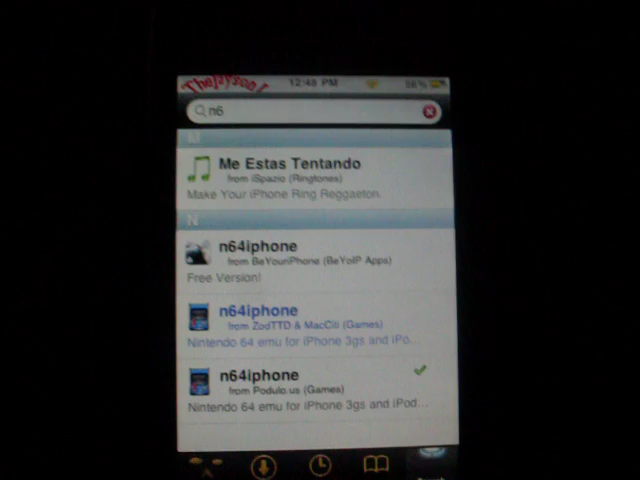 TheJayson!
12:48 PM
n6
M
Me Estas Tentando
from iSpazio (Ringtones)
Make Your iPhone Ring Reggaeton.
N
n64iphone
from BeYouriPhone (BeYoIP Apps)
Free Version!
n64iphone
from ZodTTD & MacCiti (Games)
Nintendo 64 emu for iPhone 3gs and iPo...
n64iphone
from Podulo.us (Games)
Nintendo 64 emu for iPhone 3gs and iPod...